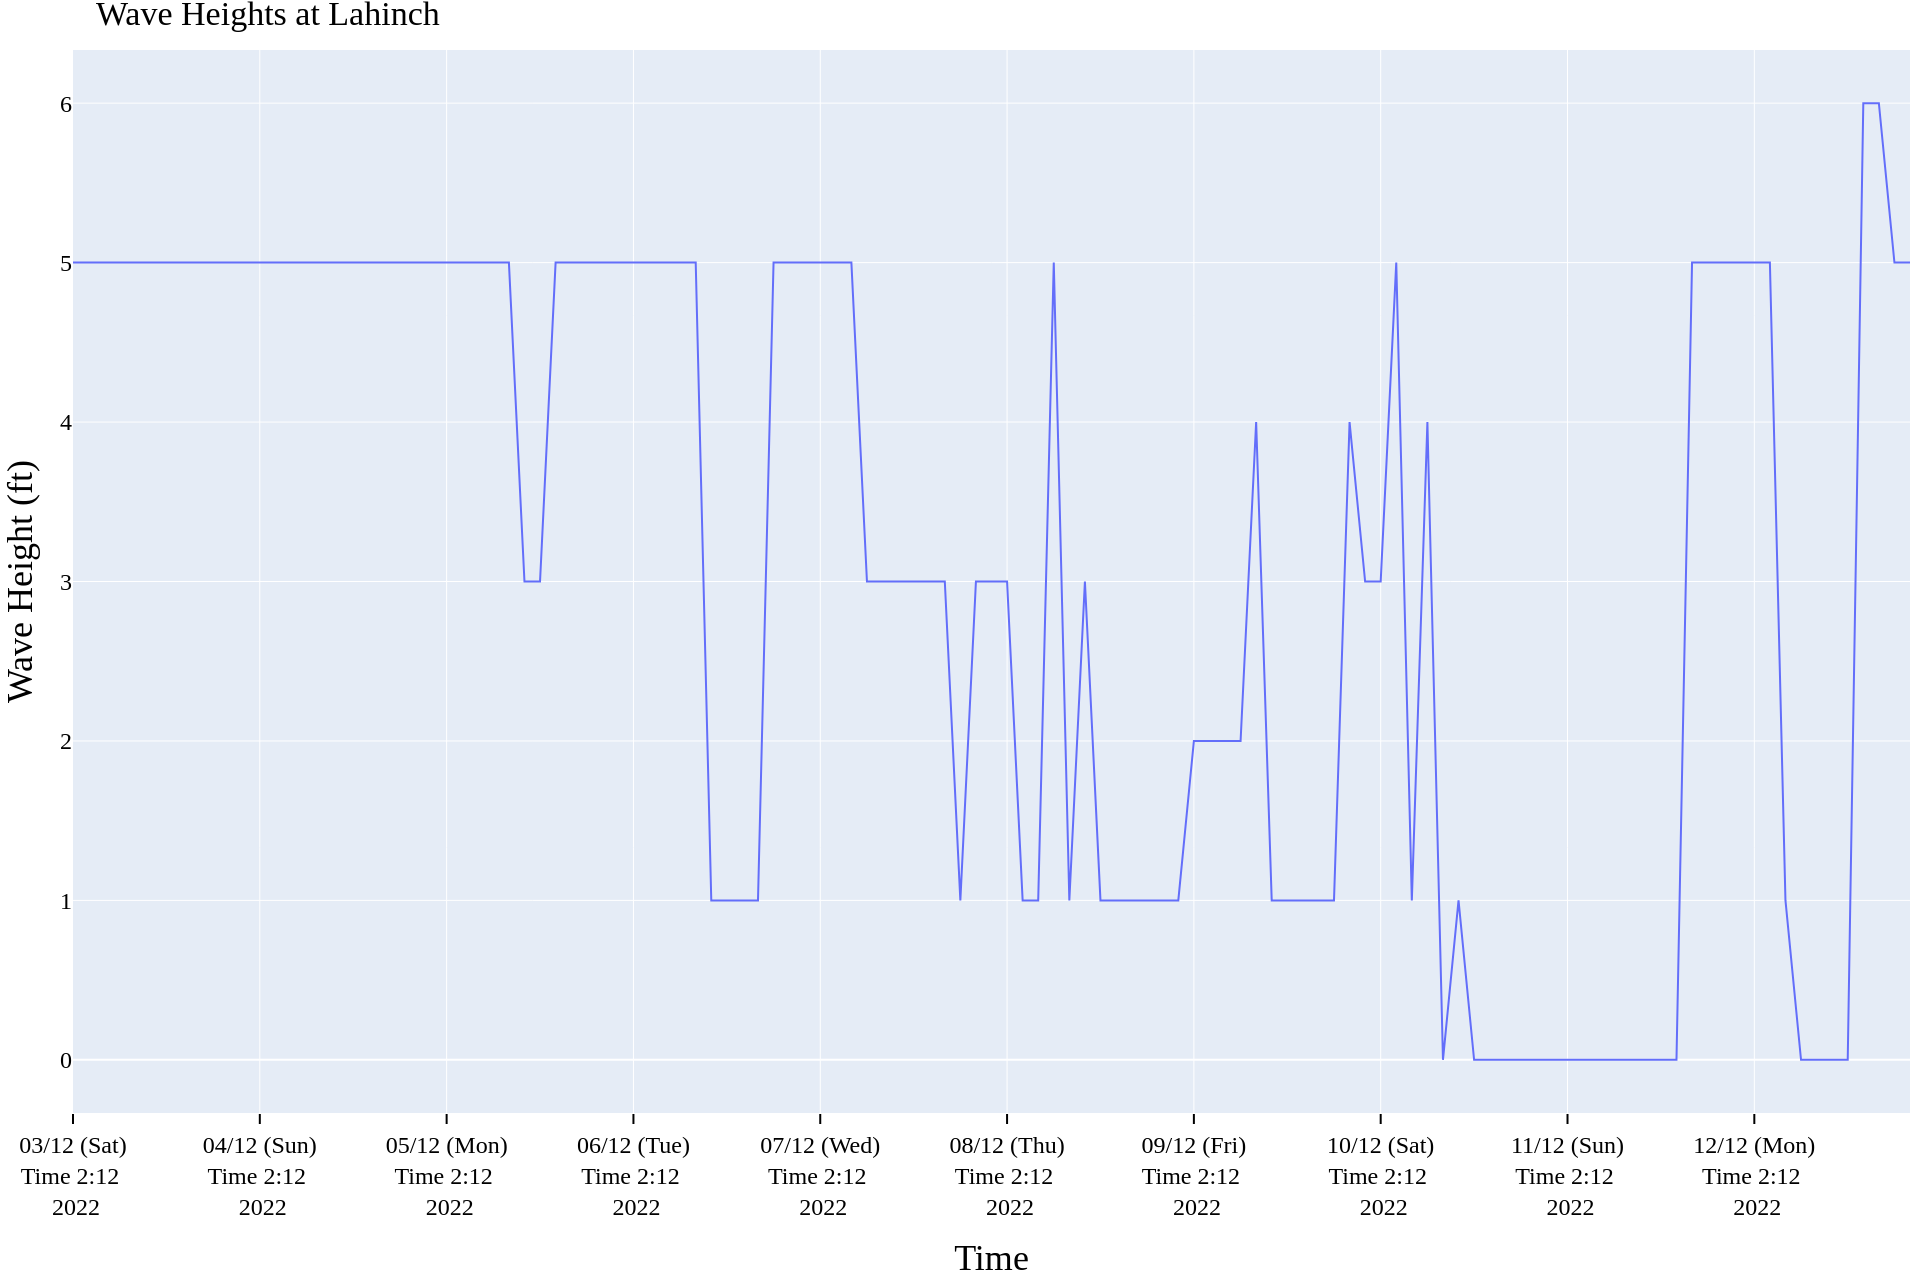 Wave Heights at Lahinch
Wave Height (ft)
6
5
4
3
2
1
0
03/12 (Sat) 04/12 (Sun) 05/12 (Mon) 06/12 (Tue) 07/12 (Wed) 08/12 (Thu) 09/12 (Fri) 10/12 (Sat) 11/12 (Sun) 12/12 (Mon)
Time 2:12 Time 2:12 Time 2:12 Time 2:12 Time 2:12 Time 2:12 Time 2:12 Time 2:12 Time 2:12 Time 2:12
2022 2022 2022 2022 2022 2022 2022 2022 2022 2022
Time